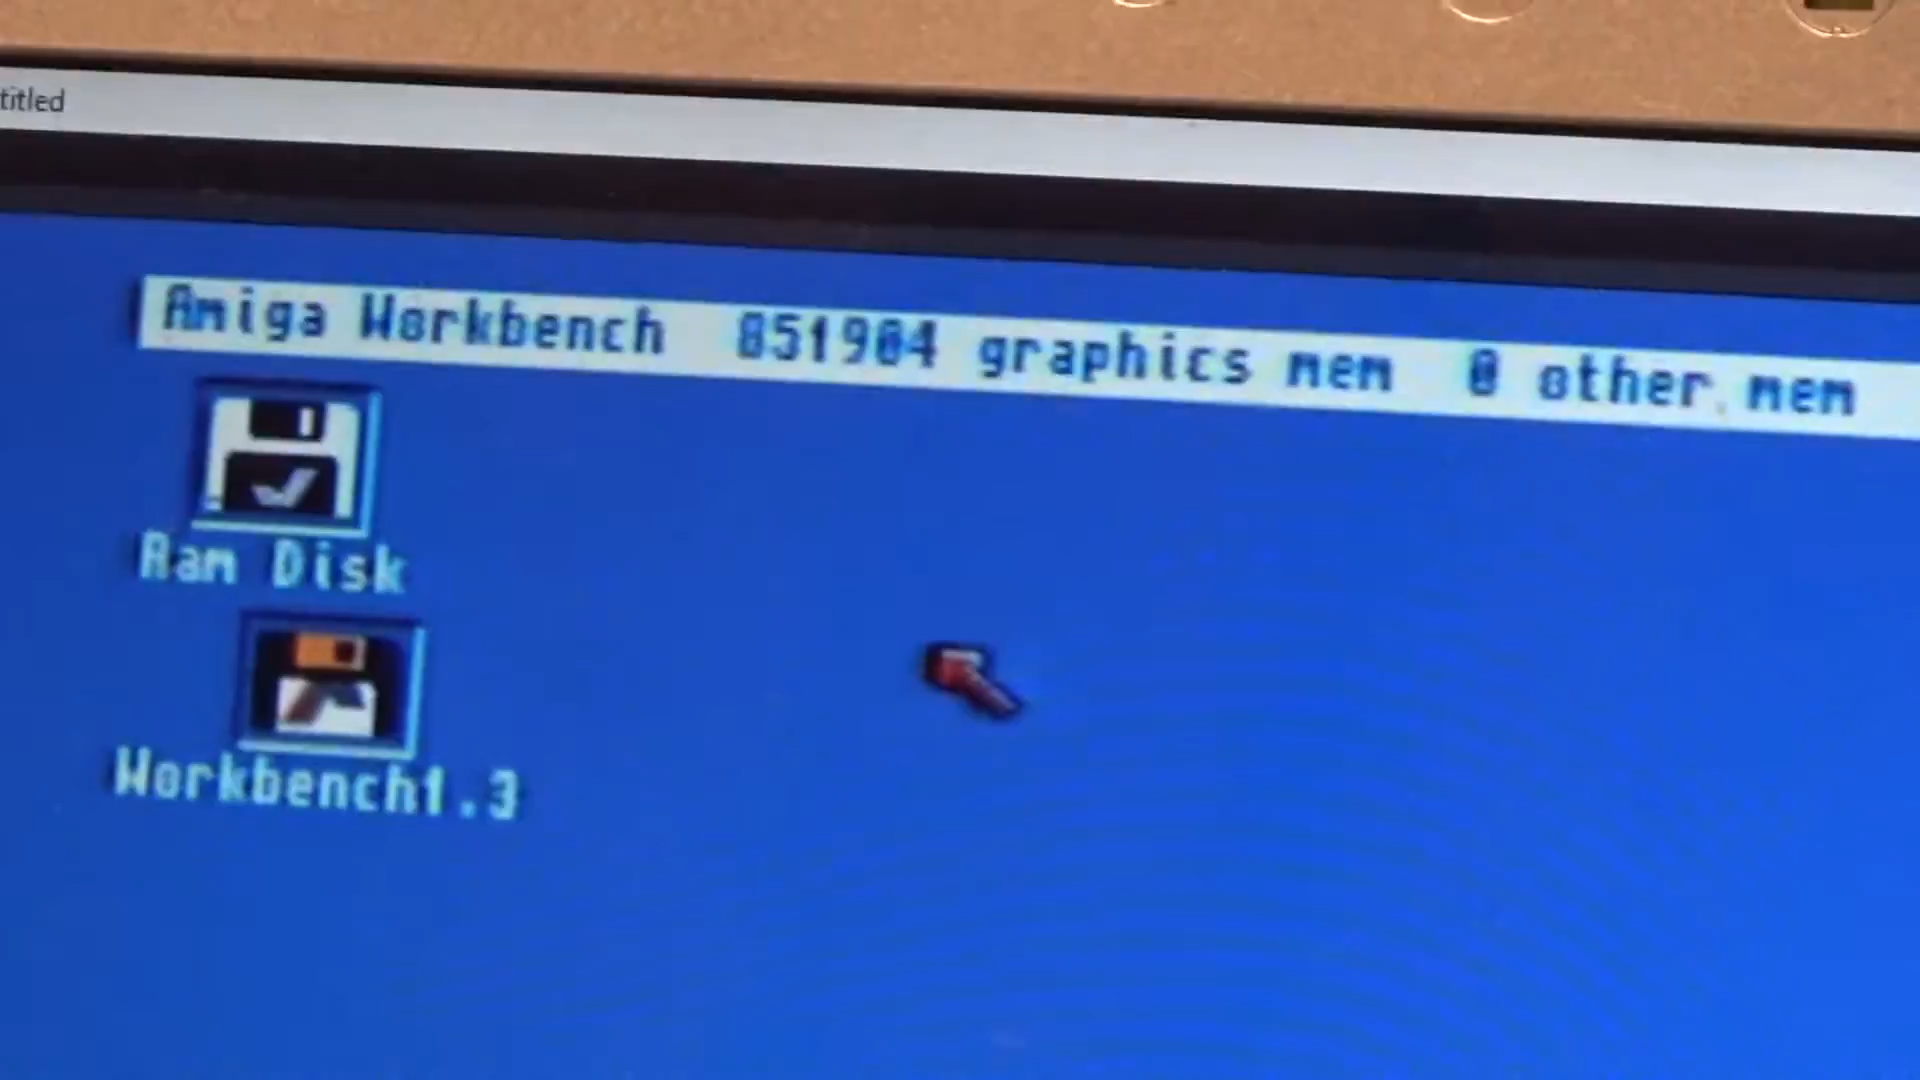 titled
Amiga Workbench 851904 graphics mem 0 other mem
Ram Disk
Workbench1.3